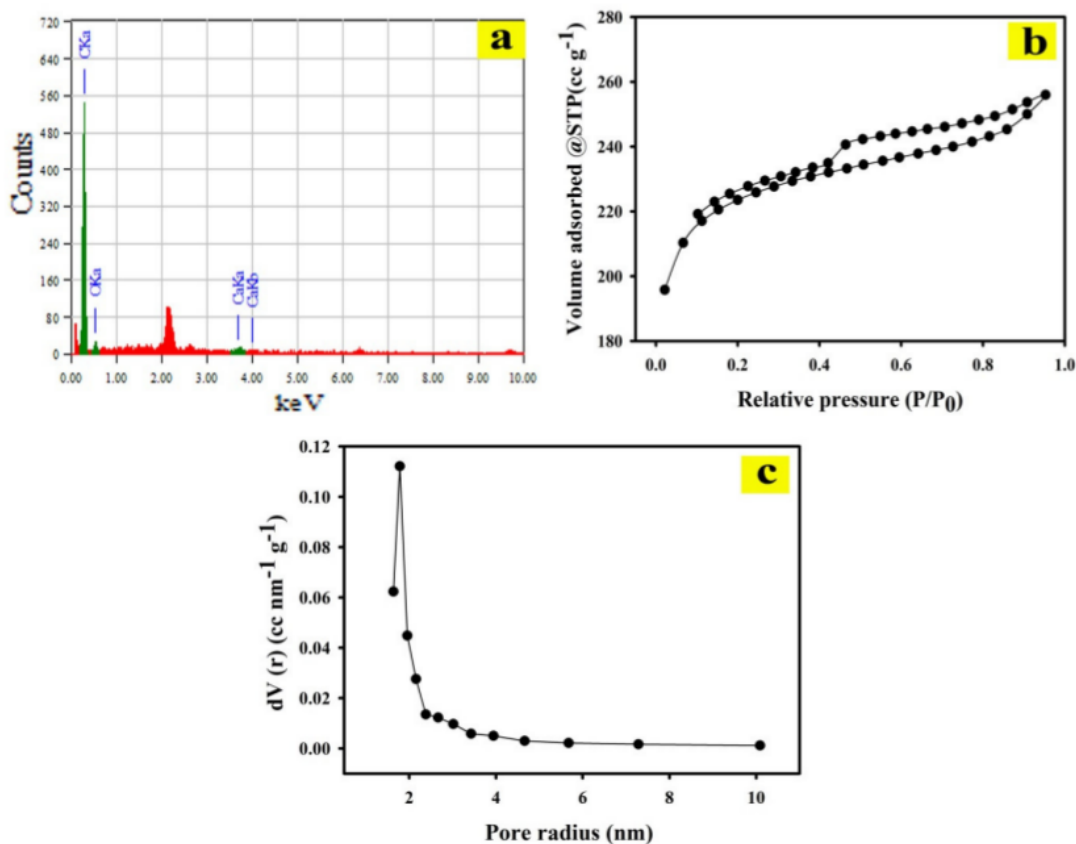 a
720
640
560
480
400
320
240
160
80
0
Counts
CKa
OKa
CaKa
CaKb
0.00 1.00 2.00 3.00 4.00 5.00 6.00 7.00 8.00 9.00 10.00
keV
b
280
260
240
220
200
180
Volume adsorbed @STP(cc g-1)
0.0 0.2 0.4 0.6 0.8 1.0
Relative pressure (P/P0)
c
0.12
0.10
0.08
0.06
0.04
0.02
0.00
dV (r) (cc nm-1 g-1)
2 4 6 8 10
Pore radius (nm)